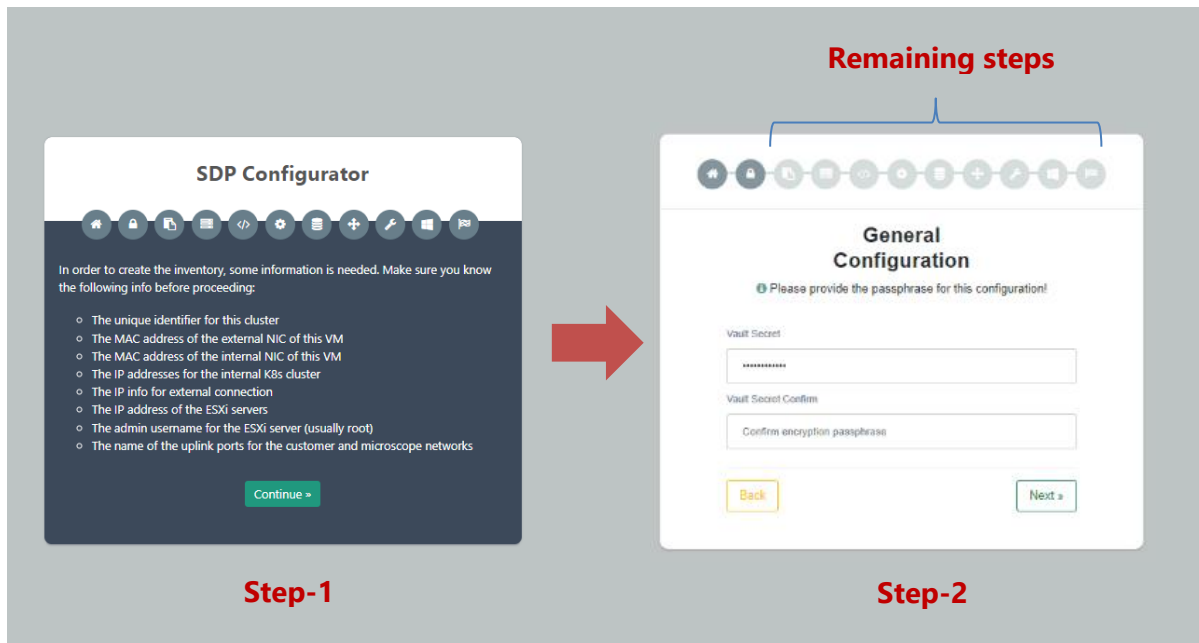 Remaining steps
SDP Configurator
In order to create the inventory, some information is needed. Make sure you know
the following info before proceeding:
The unique identifier for this cluster
The MAC address of the external NIC of this VM
The MAC address of the internal NIC of this VM
The IP addresses for the internal K8s cluster
The IP info for external connection
The IP address of the ESXi servers
The admin username for the ESXi server (usually root)
The name of the uplink ports for the customer and microscope networks
Continue »
Step-1
General
Configuration
Please provide the passphrase for this configuration!
Vault Secret
••••••••••••
Vault Secret Confirm
Confirm encryption passphrase
Back
Next »
Step-2